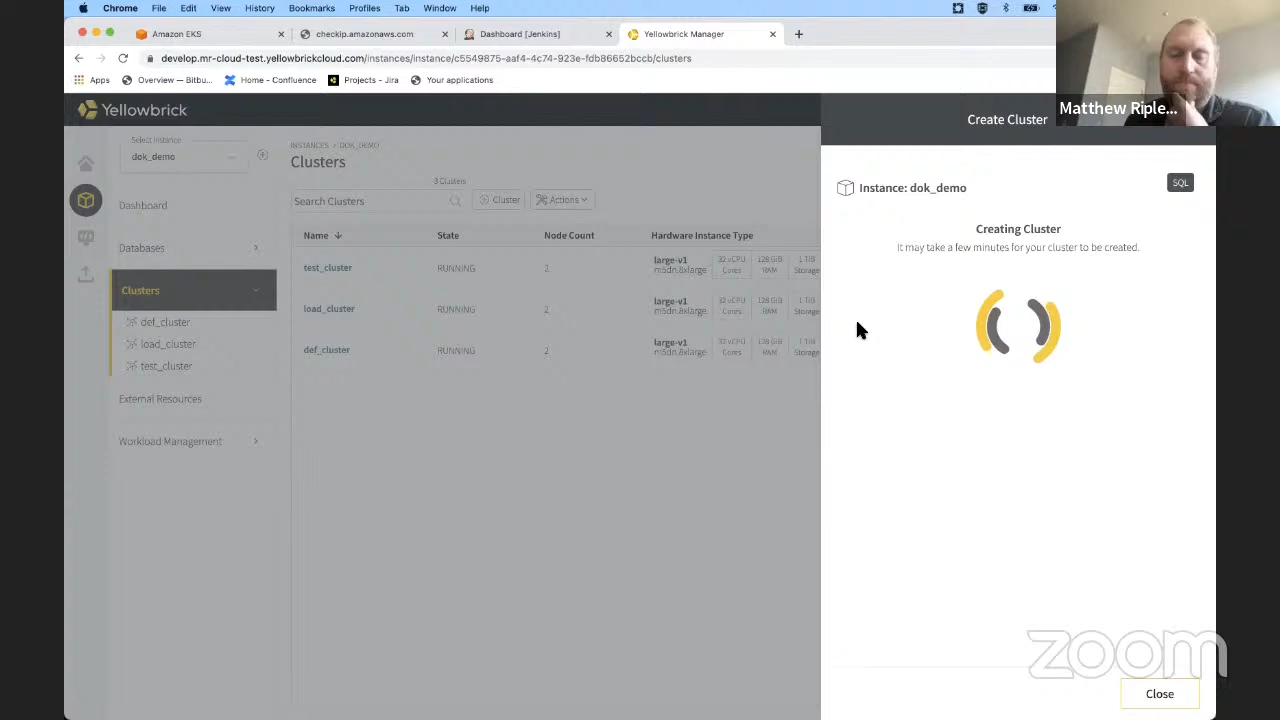 Chrome File Edit View History Bookmarks Profiles Tab Window Help
Amazon EKS
checkip.amazonaws.com
Dashboard [Jenkins]
Yellowbrick Manager
develop.mr-cloud-test.yellowbrickcloud.com/instances/instance/c5549875-aaf4-4c74-923e-fdb86652bccb/clusters
Apps Overview — Bitbu... Home - Confluence Projects - Jira Your applications
Yellowbrick
Create Cluster
Matthew Riple...
Select Instance
dok_demo
INSTANCES > DOK_DEMO
Clusters
3 Clusters
Search Clusters
Cluster
Actions
Dashboard
Databases
Clusters
def_cluster
load_cluster
test_cluster
External Resources
Workload Management
Name State Node Count Hardware Instance Type
test_cluster RUNNING 2 large-v1 m5dn.8xlarge 32 vCPU Cores 128 GiB RAM 1 TiB Storage
load_cluster RUNNING 2 large-v1 m5dn.8xlarge 32 vCPU Cores 128 GiB RAM 1 TiB Storage
def_cluster RUNNING 2 large-v1 m5dn.8xlarge 32 vCPU Cores 128 GiB RAM 1 TiB Storage
Instance: dok_demo
SQL
Creating Cluster
It may take a few minutes for your cluster to be created.
zoom
Close